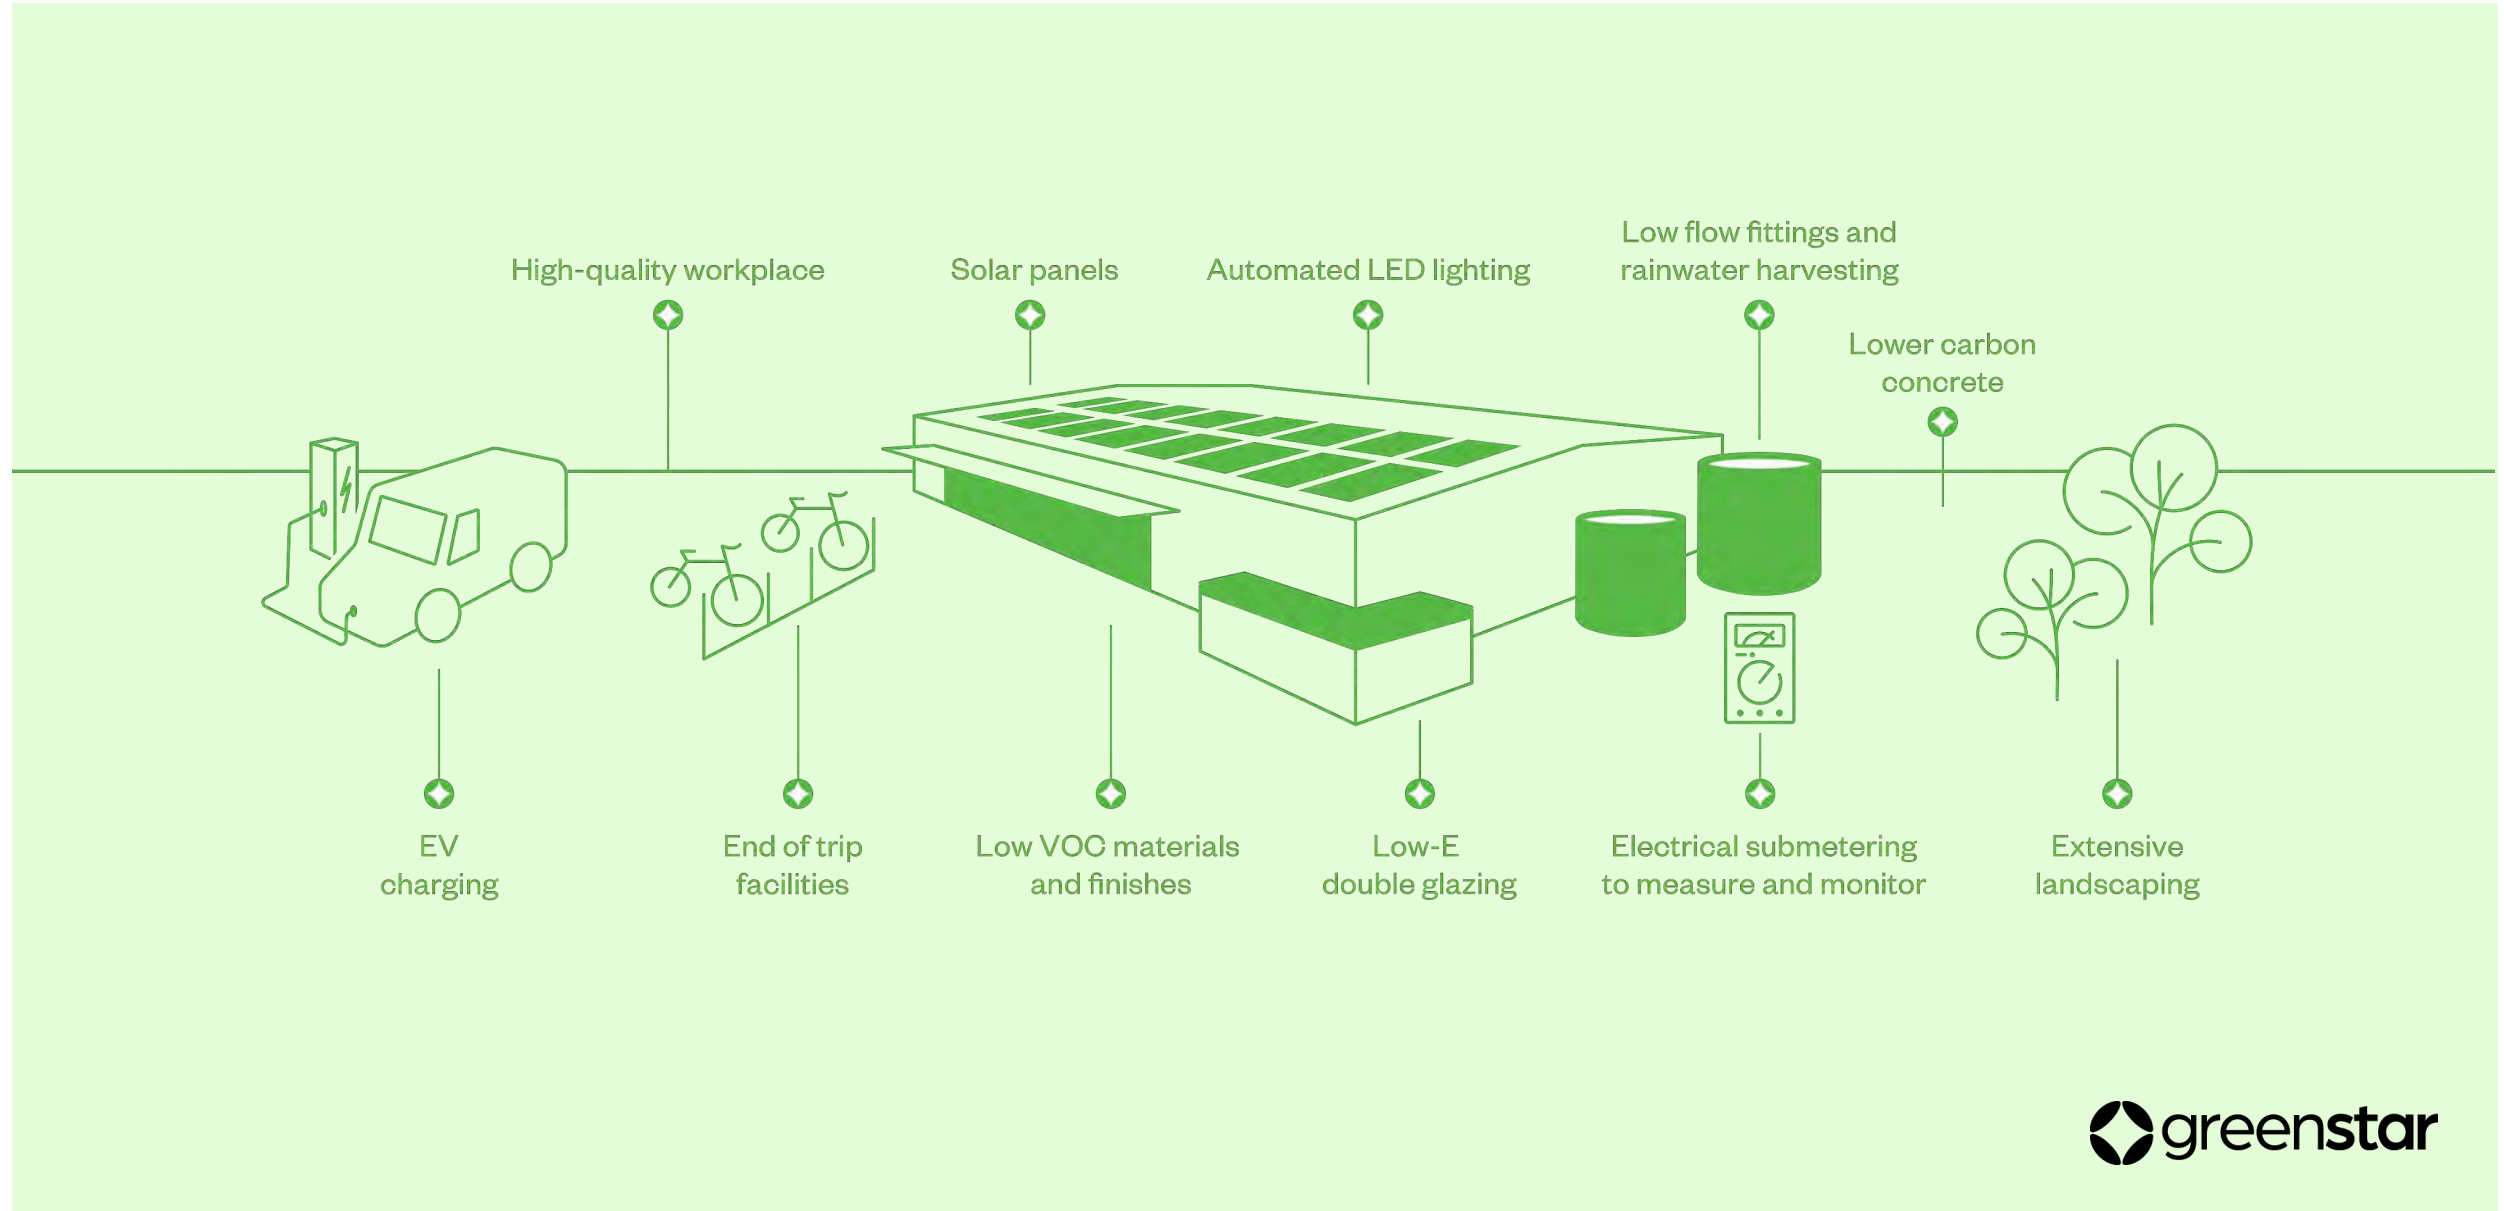 Low flow fittings and
rainwater harvesting
High-quality workplace
Solar panels
Automated LED lighting
Lower carbon
concrete
EV
charging
End of trip
facilities
Low VOC materials
and finishes
Low-E
double glazing
Electrical submetering
to measure and monitor
Extensive
landscaping
greenstar